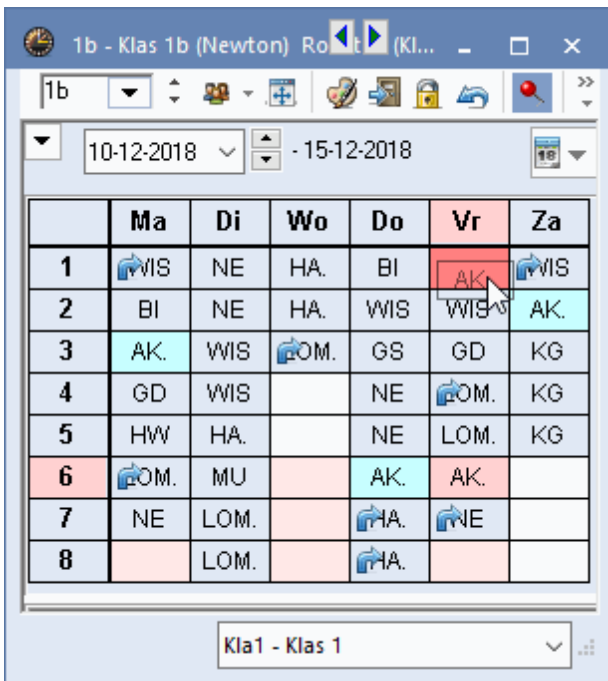 1b - Klas 1b (Newton) Ro (Kl...
1b
10-12-2018 - 15-12-2018 18
Ma Di Wo Do Vr Za
1 WIS NE HA. BI AK. WIS
2 BI NE HA. WIS WIS AK.
3 AK. WIS OM. GS GD KG
4 GD WIS NE OM. KG
5 HW HA. NE LOM. KG
6 OM. MU AK. AK.
7 NE LOM. HA. NE
8 LOM. HA.
Kla1 - Klas 1